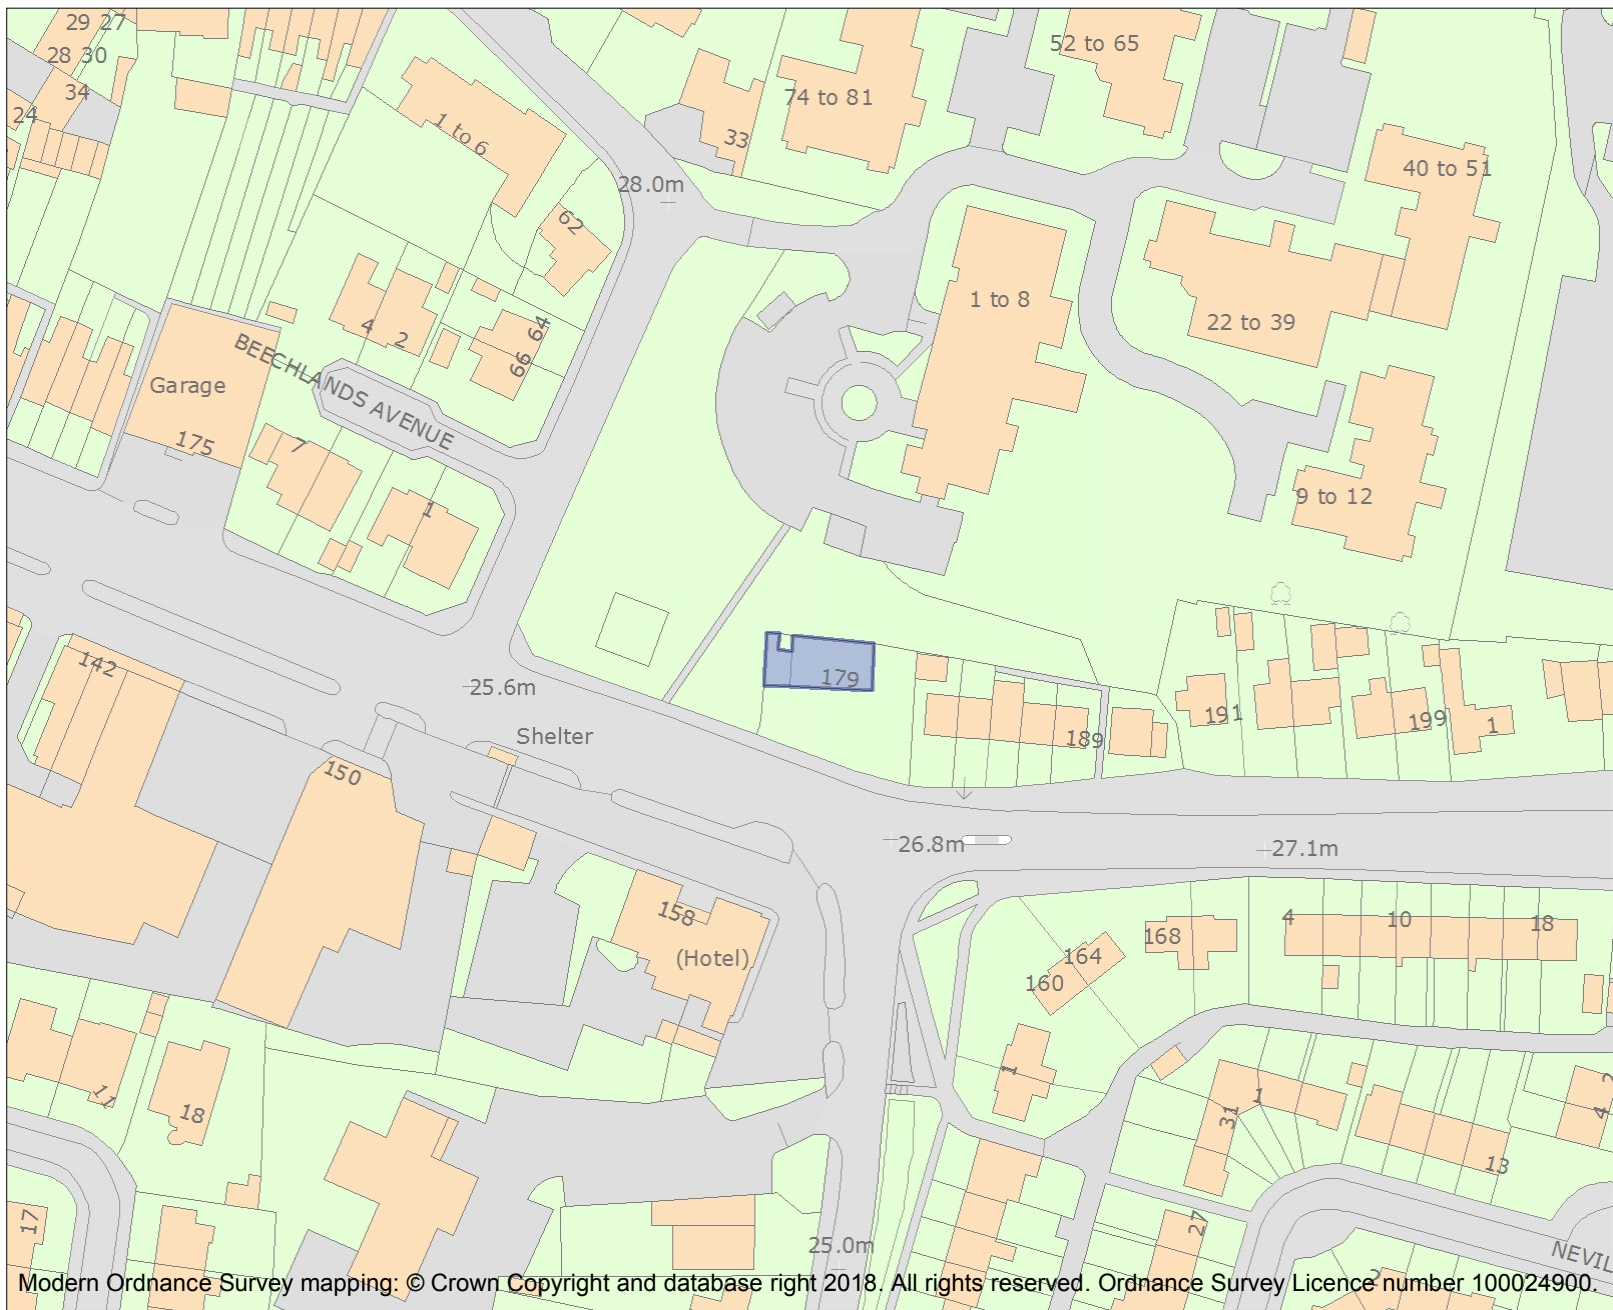 29 27
28 30
34
24
52 to 65
74 to 81
33
1 to 6
40 to 51
28.0m
62
1 to 8
22 to 39
4
2
64
66
BEECHLANDS AVENUE
Garage
175
7
1
9 to 12
142
179
25.6m
191
199
1
Shelter
189
150
26.8m
27.1m
158
(Hotel)
168
4
10
18
164
160
1
11
18
31
1
2
4
13
17
27
25.0m
NEVIL
2
Modern Ordnance Survey mapping: © Crown Copyright and database right 2018. All rights reserved. Ordnance Survey Licence number 100024900.